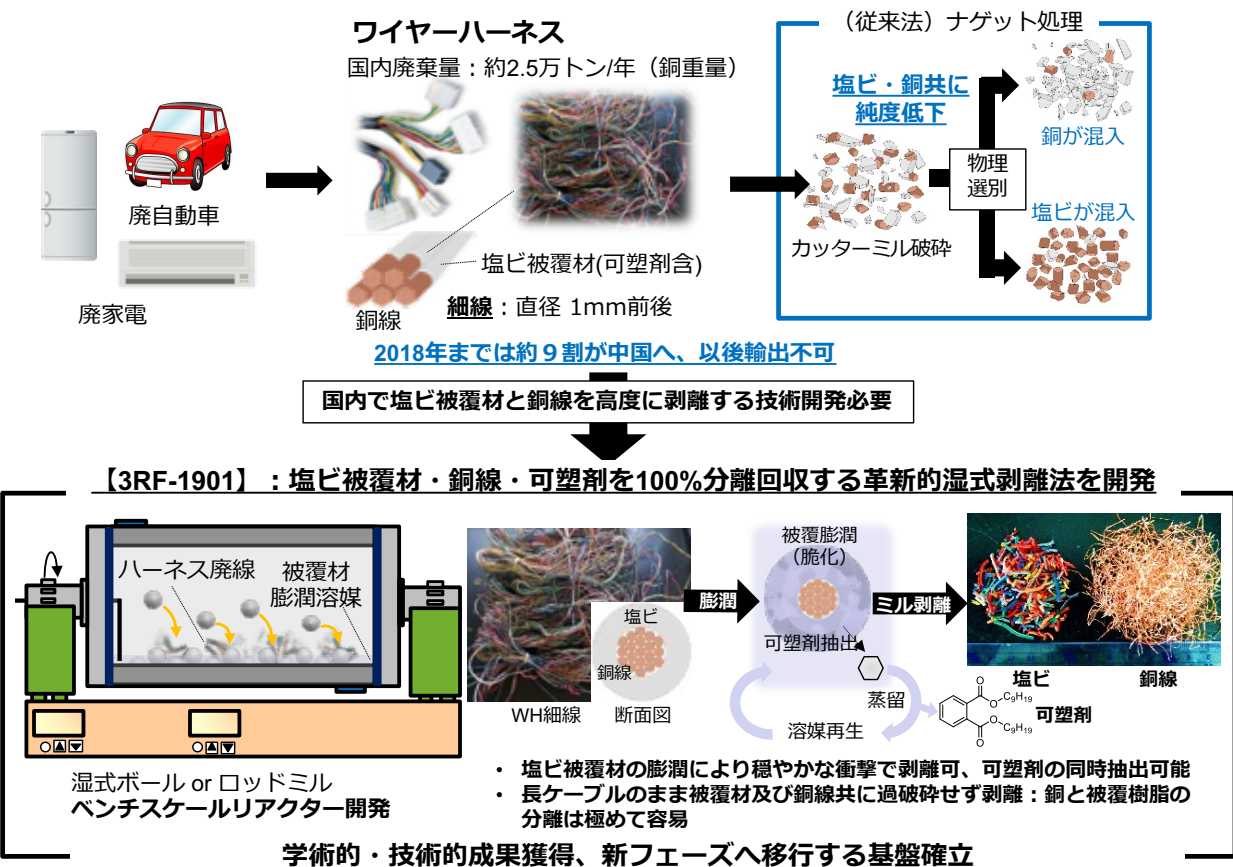 ワイヤーハーネス
国内廃棄量：約2.5万トン/年（銅重量）
廃自動車
廃家電
塩ビ被覆材(可塑剤含)
銅線
細線：直径 1mm前後
（従来法）ナゲット処理
塩ビ・銅共に
純度低下
カッターミル破砕
物理
選別
銅が混入
塩ビが混入
2018年までは約９割が中国へ、以後輸出不可
国内で塩ビ被覆材と銅線を高度に剥離する技術開発必要
【3RF-1901】：塩ビ被覆材・銅線・可塑剤を100%分離回収する革新的湿式剥離法を開発
ハーネス廃線
被覆材
膨潤溶媒
湿式ボール or ロッドミル
ベンチスケールリアクター開発
塩ビ
銅線
WH細線
断面図
膨潤
被覆膨潤
（脆化）
可塑剤抽出
蒸留
溶媒再生
ミル剥離
塩ビ
銅線
O
O
C9H19
O
C9H19
O
可塑剤
・ 塩ビ被覆材の膨潤により穏やかな衝撃で剥離可、可塑剤の同時抽出可能
・ 長ケーブルのまま被覆材及び銅線共に過破砕せず剥離：銅と被覆樹脂の
分離は極めて容易
学術的・技術的成果獲得、新フェーズへ移行する基盤確立